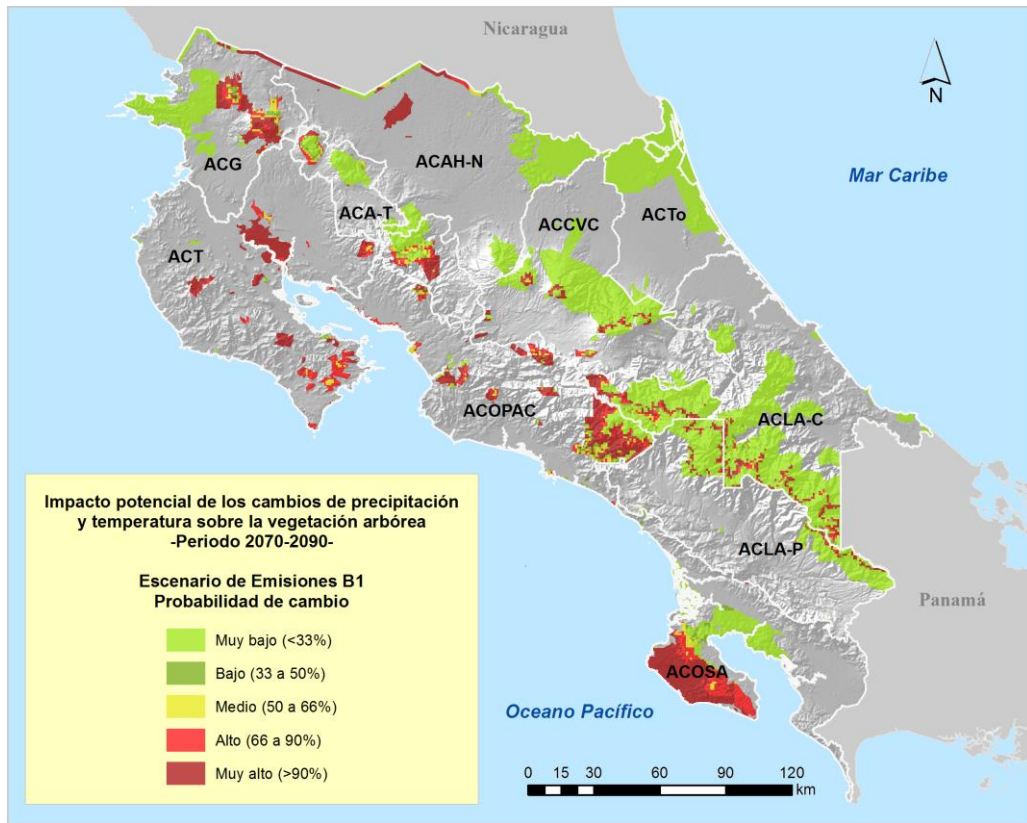 Nicaragua
N
Mar Caribe
ACG
ACAH-N
ACA-T
ACCVC
ACTo
ACT
ACOPAC
ACLA-C
ACLA-P
Panamá
ACOSA
Oceano Pacífico
Impacto potencial de los cambios de precipitación
y temperatura sobre la vegetación arbórea
-Periodo 2070-2090-
Escenario de Emisiones B1
Probabilidad de cambio
Muy bajo (<33%)
Bajo (33 a 50%)
Medio (50 a 66%)
Alto (66 a 90%)
Muy alto (>90%)
0 15 30 60 90 120
km